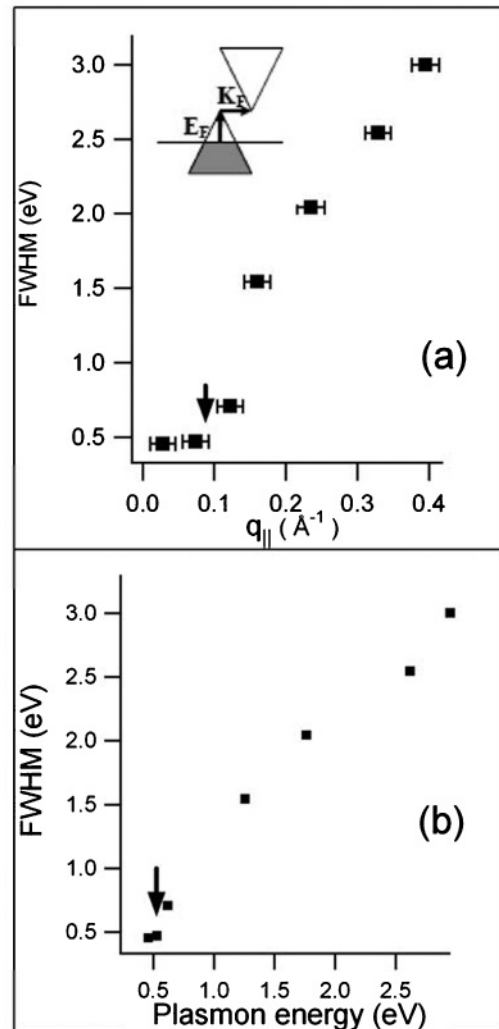 3.0
2.5
2.0
1.5
1.0
0.5
FWHM (eV)
K_F
E_F
(a)
0.0 0.1 0.2 0.3 0.4
q_|| ( Å⁻¹ )
3.0
2.5
2.0
1.5
1.0
0.5
FWHM (eV)
(b)
0.5 1.0 1.5 2.0 2.5
Plasmon energy (eV)